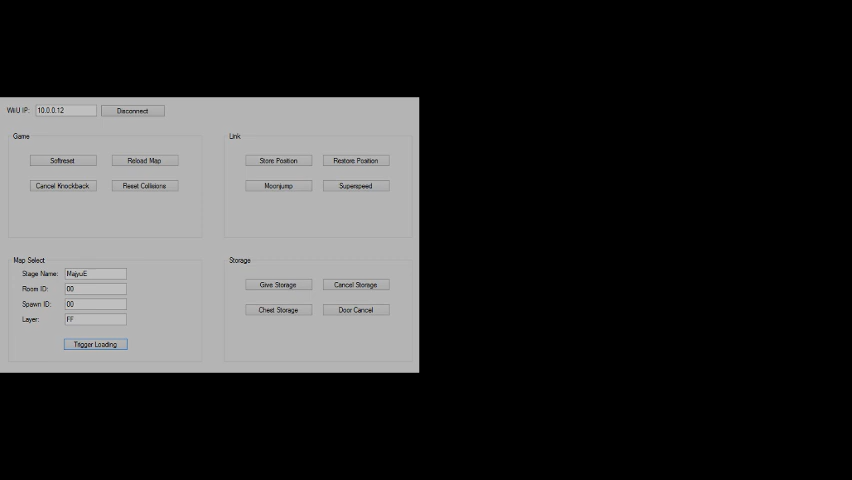 WiiU IP: 10.0.0.12 Disconnect
Game
Softreset Reload Map
Cancel Knockback Reset Collisions
Link
Store Position Restore Position
Moonjump Superspeed
Map Select
Stage Name: MajyuE
Room ID: 00
Spawn ID: 00
Layer: FF
Trigger Loading
Storage
Give Storage Cancel Storage
Chest Storage Door Cancel